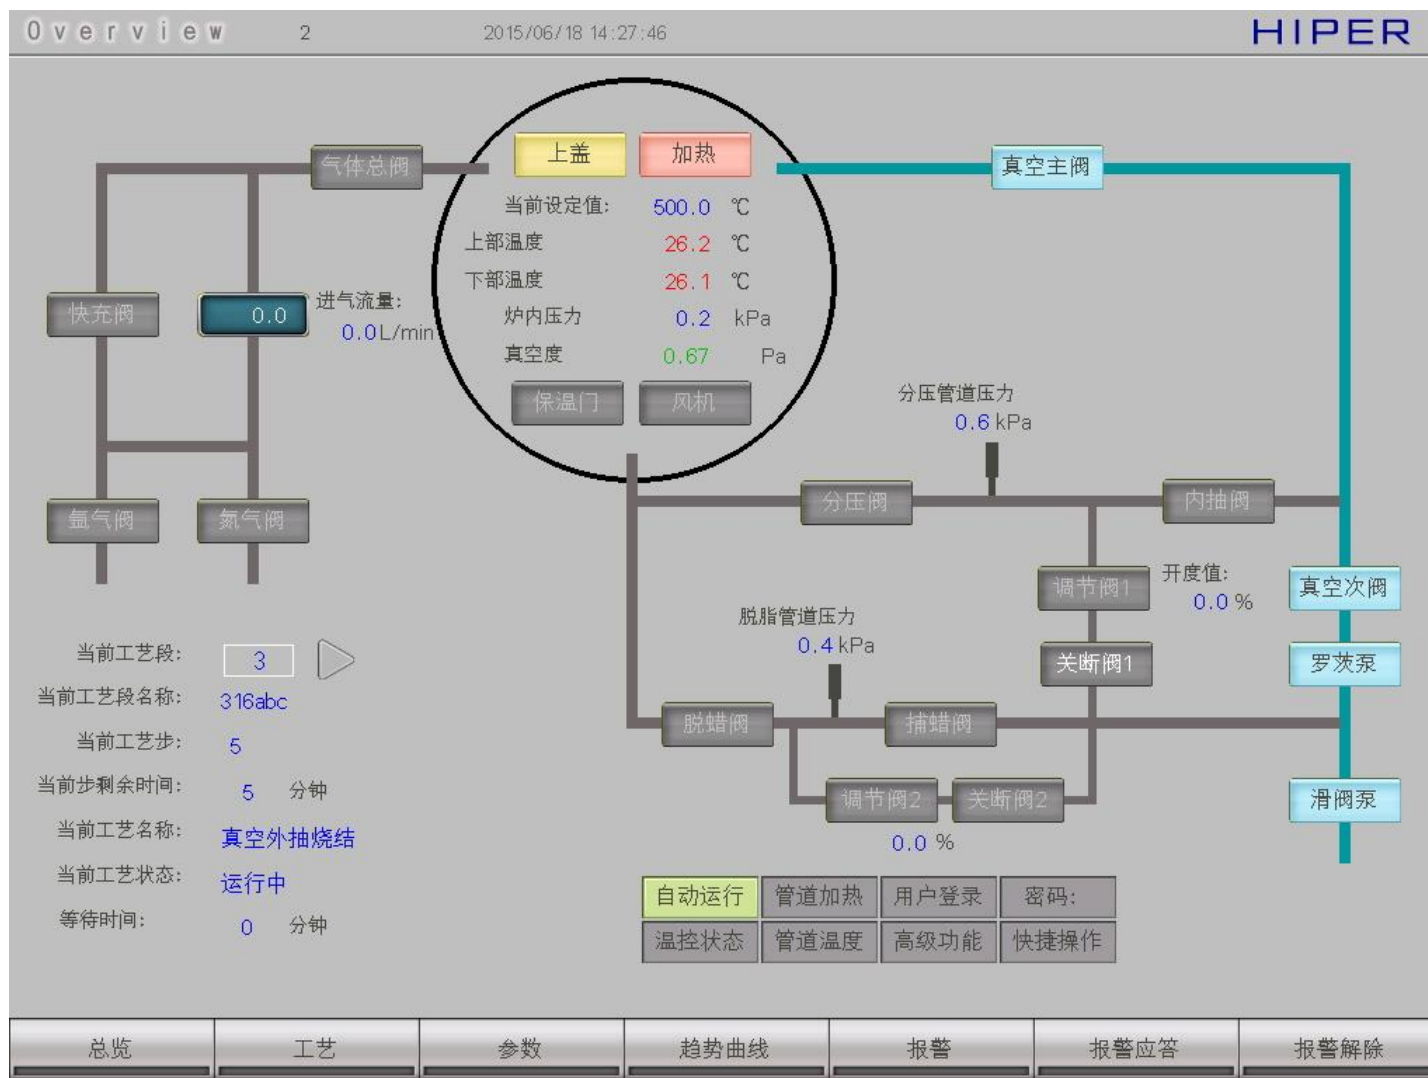 Overview 2 2015/06/18 14:27:46 HIPER
上盖 加热
气体总阀
真空主阀
当前设定值: 500.0 ℃
上部温度 26.2 ℃
下部温度 26.1 ℃
快充阀
0.0
进气流量:
0.0L/min
炉内压力 0.2 kPa
真空度 0.67 Pa
保温门 风机
分压管道压力
0.6 kPa
氩气阀 氮气阀
分压阀 内抽阀
调节阀1
开度值:
0.0 %
真空次阀
脱脂管道压力
0.4 kPa
关断阀1
罗茨泵
脱蜡阀 捕蜡阀
调节阀2 关断阀2
0.0 %
滑阀泵
当前工艺段: 3
当前工艺段名称: 316abc
当前工艺步: 5
当前步剩余时间: 5 分钟
当前工艺名称: 真空外抽烧结
当前工艺状态: 运行中
等待时间: 0 分钟
自动运行 管道加热 用户登录 密码:
温控状态 管道温度 高级功能 快捷操作
总览 工艺 参数 趋势曲线 报警 报警应答 报警解除